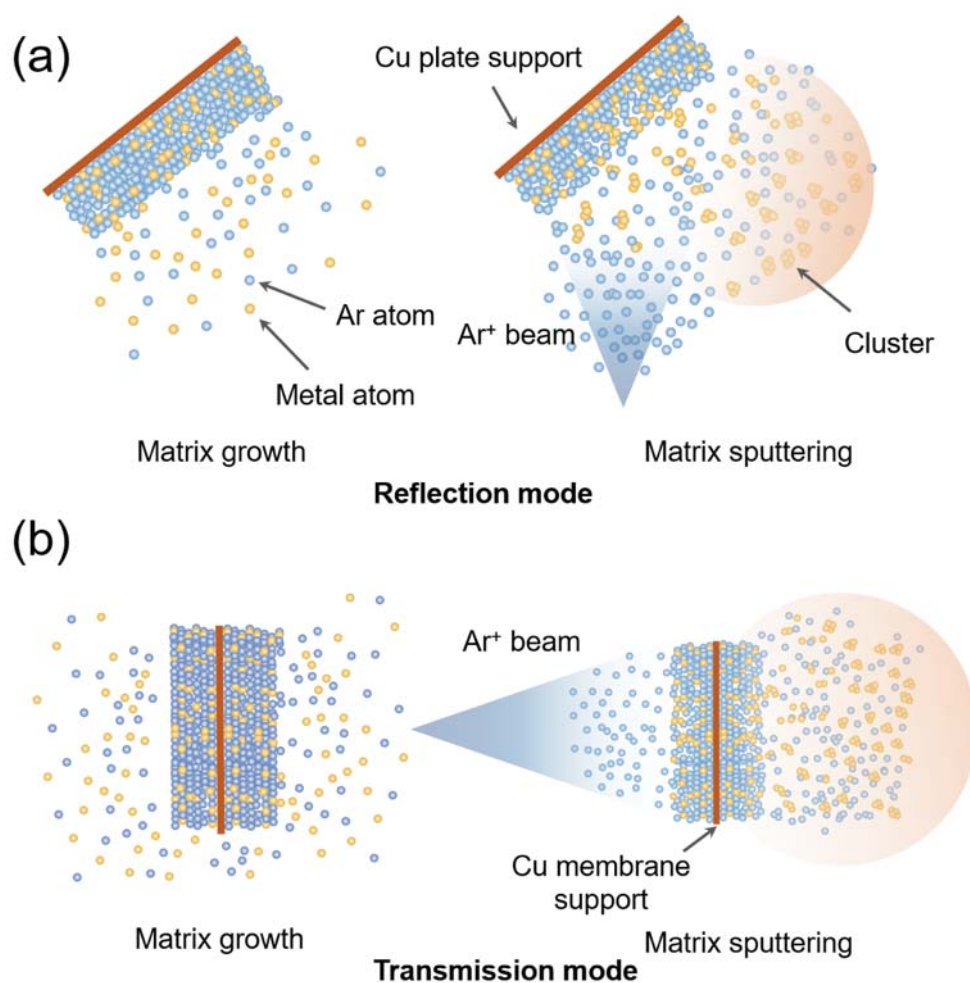 (a)
Cu plate support
Ar atom
Metal atom
Ar⁺ beam
Cluster
Matrix growth
Matrix sputtering
Reflection mode
(b)
Ar⁺ beam
Cu membrane
support
Matrix growth
Matrix sputtering
Transmission mode